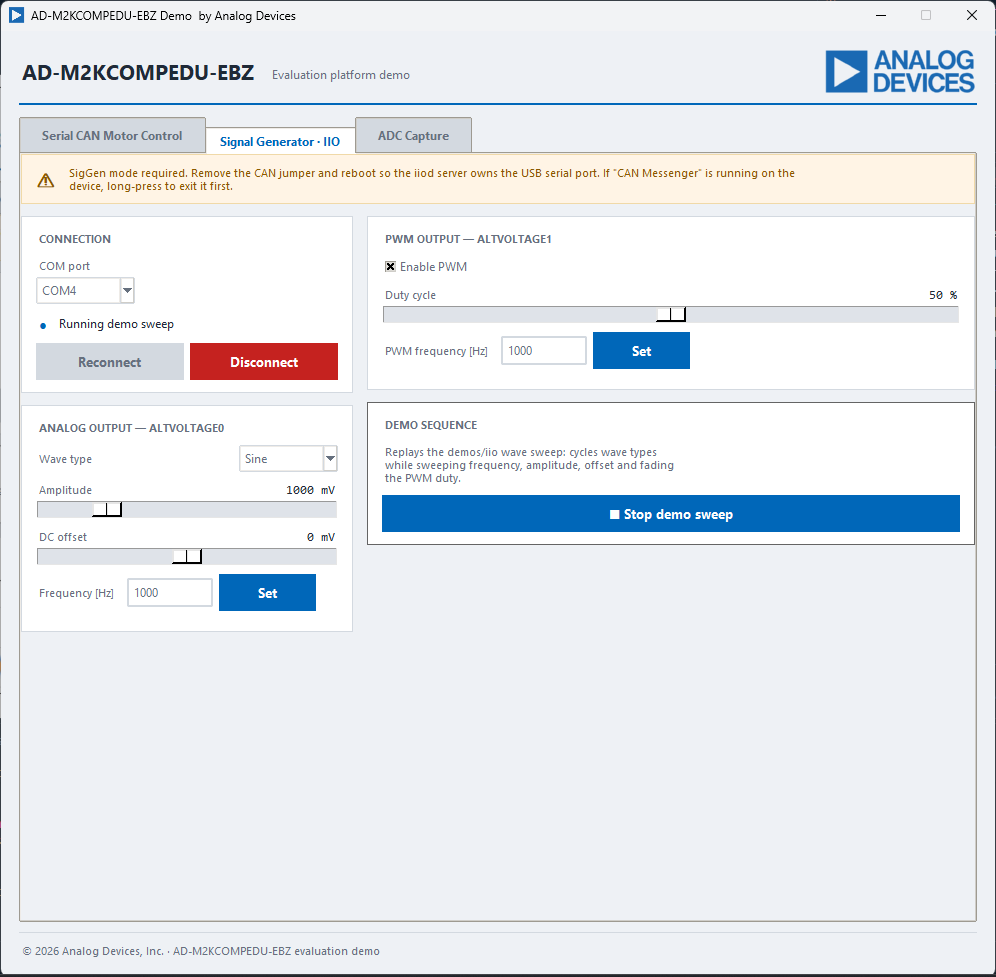 AD-M2KCOMPEDU-EBZ Demo by Analog Devices
AD-M2KCOMPEDU-EBZ Evaluation platform demo
ANALOG
DEVICES
Serial CAN Motor Control
Signal Generator · IIO
ADC Capture
SigGen mode required. Remove the CAN jumper and reboot so the iiod server owns the USB serial port. If "CAN Messenger" is running on the
device, long-press to exit it first.
CONNECTION
COM port
COM4
Running demo sweep
Reconnect
Disconnect
ANALOG OUTPUT — ALTVOLTAGE0
Wave type
Sine
Amplitude
1000 mV
DC offset
0 mV
Frequency [Hz]
1000
Set
PWM OUTPUT — ALTVOLTAGE1
Enable PWM
Duty cycle
50 %
PWM frequency [Hz]
1000
Set
DEMO SEQUENCE
Replays the demos/iio wave sweep: cycles wave types
while sweeping frequency, amplitude, offset and fading
the PWM duty.
■ Stop demo sweep
© 2026 Analog Devices, Inc. · AD-M2KCOMPEDU-EBZ evaluation demo